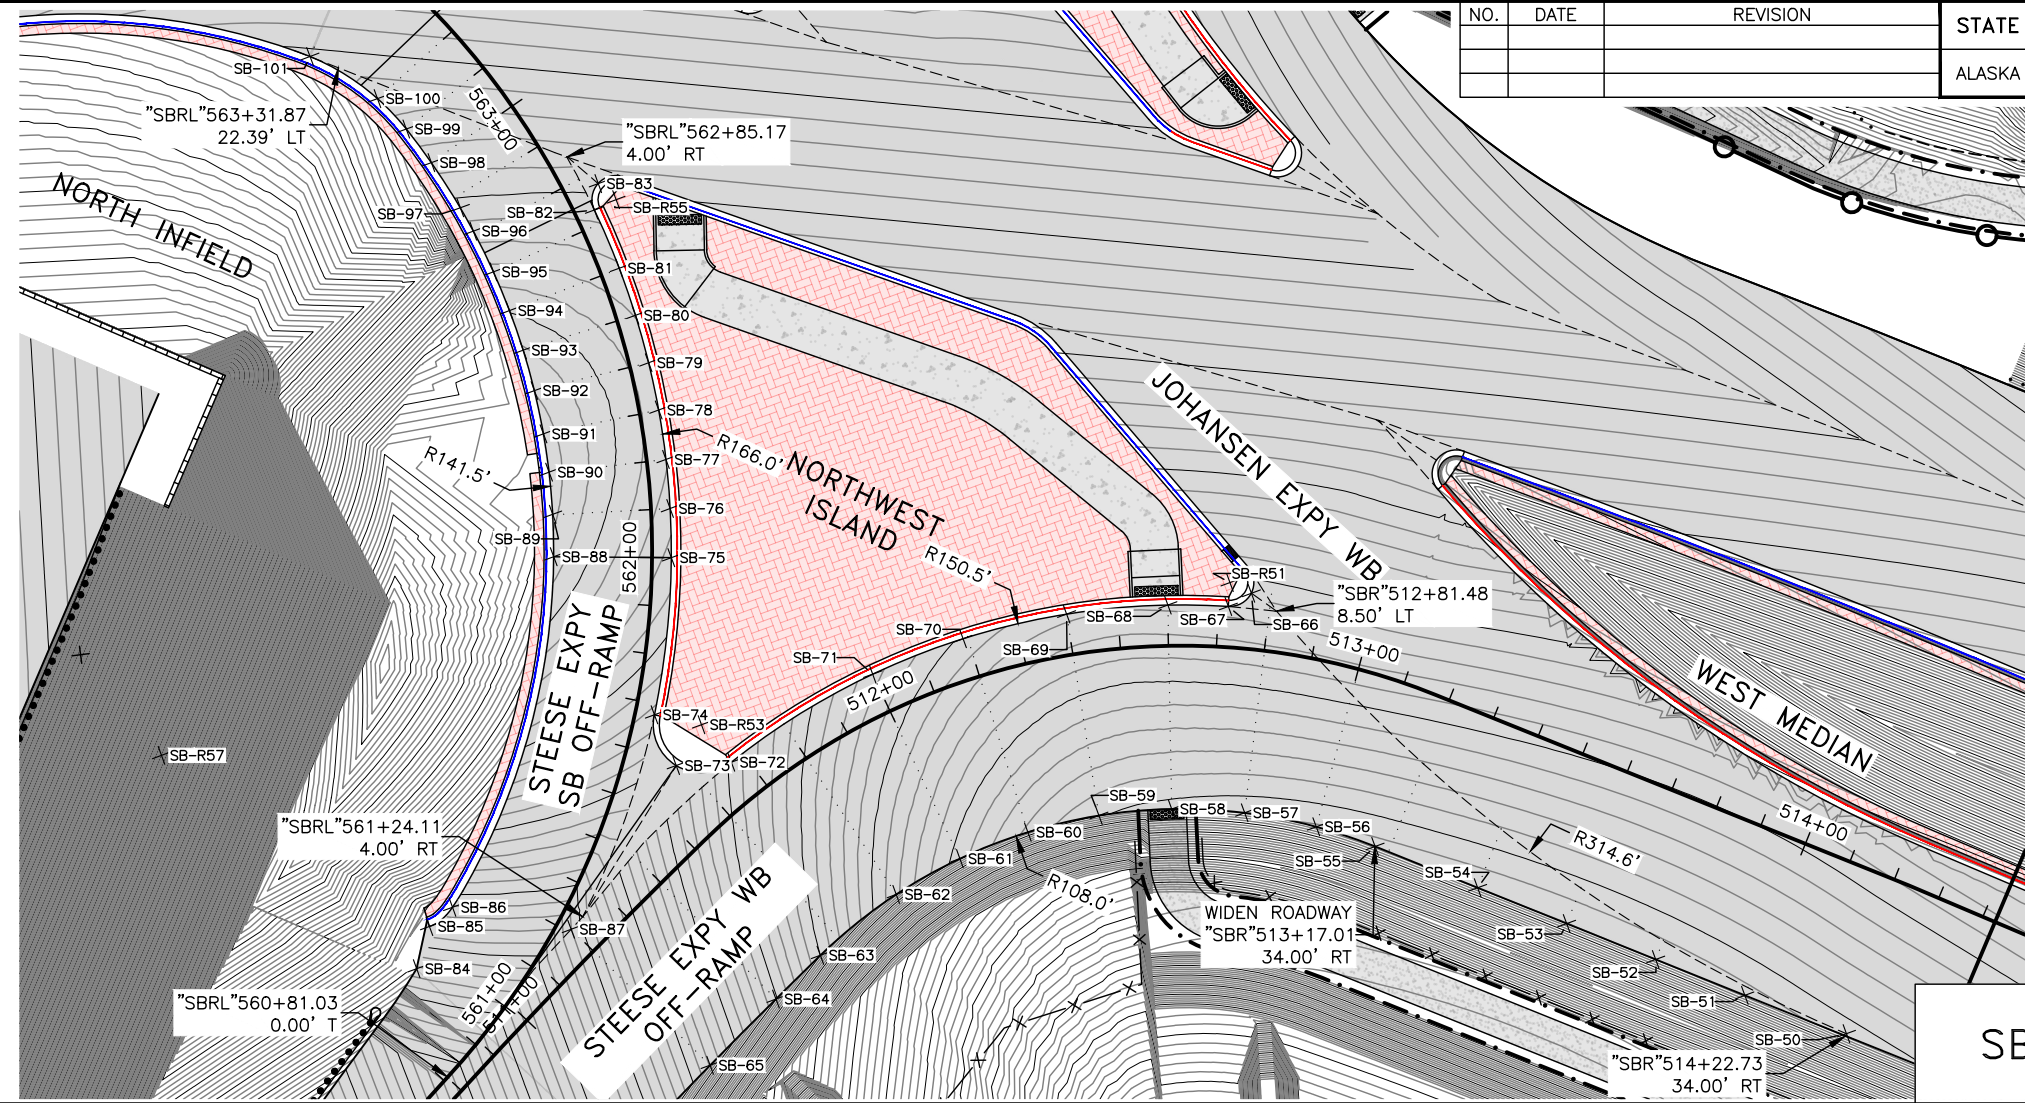 NO. DATE REVISION
STATE
ALASKA
SB-101
SB-100
"SBRL"563+31.87
22.39' LT
SB-99
SB-98
563+00
"SBRL"562+85.17
4.00' RT
NORTH INFIELD
SB-83
SB-97
SB-82
SB-R55
SB-96
SB-95
SB-81
SB-94
SB-80
SB-93
SB-79
SB-92
SB-78
SB-91
SB-77
R141.5'
R166.0'
SB-90
SB-76
SB-89
SB-88
SB-75
562+00
NORTHWEST
ISLAND
R150.5'
JOHANSEN EXPY WB
SB-R51
"SBR"512+81.48
8.50' LT
SB-68
SB-67
SB-66
SB-70
SB-69
SB-71
513+00
512+00
STEESE EXPY
SB OFF-RAMP
SB-74
SB-R53
SB-73
SB-72
SB-R57
WEST MEDIAN
SB-59
SB-58
SB-57
SB-56
SB-60
SB-61
SB-55
SB-54
514+00
R314.6'
"SBRL"561+24.11
4.00' RT
R108.0'
SB-62
SB-86
SB-85
SB-87
STEESE EXPY WB
OFF-RAMP
WIDEN ROADWAY
"SBR"513+17.01
34.00' RT
SB-53
SB-63
SB-84
SB-52
SB-64
SB-51
561+00
511+00
"SBRL"560+81.03
0.00' T
SB-50
SB-65
"SBR"514+22.73
34.00' RT
SB